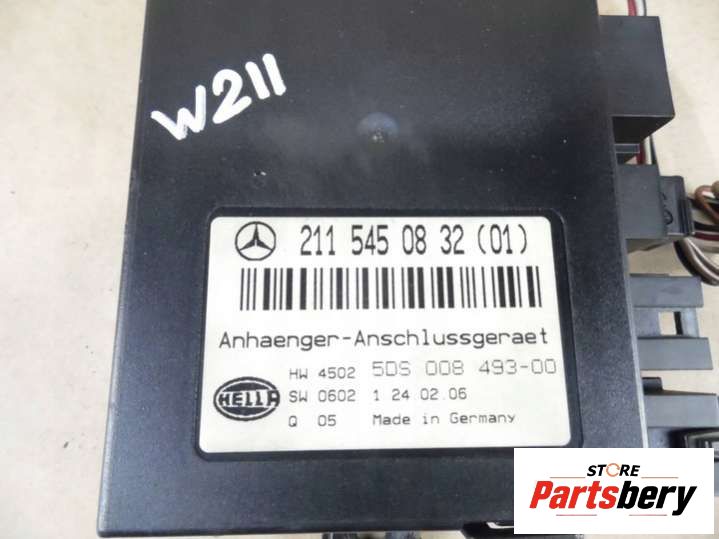 W211
211 545 08 32 (01)
Anhaenger-Anschlussgeraet
HW 4502 5DS 008 493-00
HELLA SW 0602 1 24 02.06
Q 05 Made in Germany
STORE
Partsbery